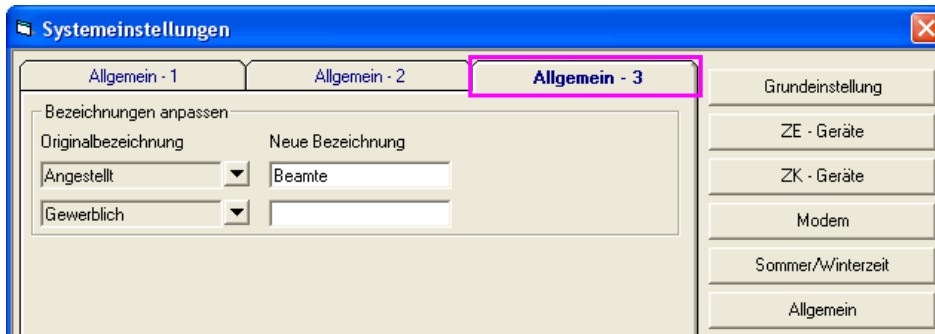 Systemeinstellungen
Allgemein - 1
Allgemein - 2
Allgemein - 3
Bezeichnungen anpassen
Originalbezeichnung
Neue Bezeichnung
Angestellt
Beamte
Gewerblich
Grundeinstellung
ZE - Geräte
ZK - Geräte
Modem
Sommer/Winterzeit
Allgemein